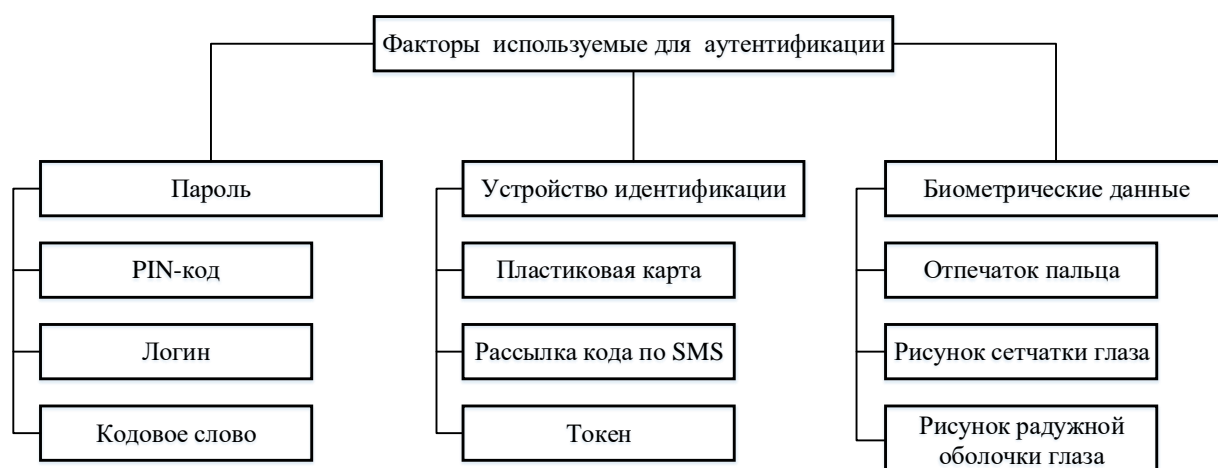 Факторы используемые для аутентификации
Пароль
PIN-код
Логин
Кодовое слово
Устройство идентификации
Пластиковая карта
Рассылка кода по SMS
Токен
Биометрические данные
Отпечаток пальца
Рисунок сетчатки глаза
Рисунок радужной
оболочки глаза